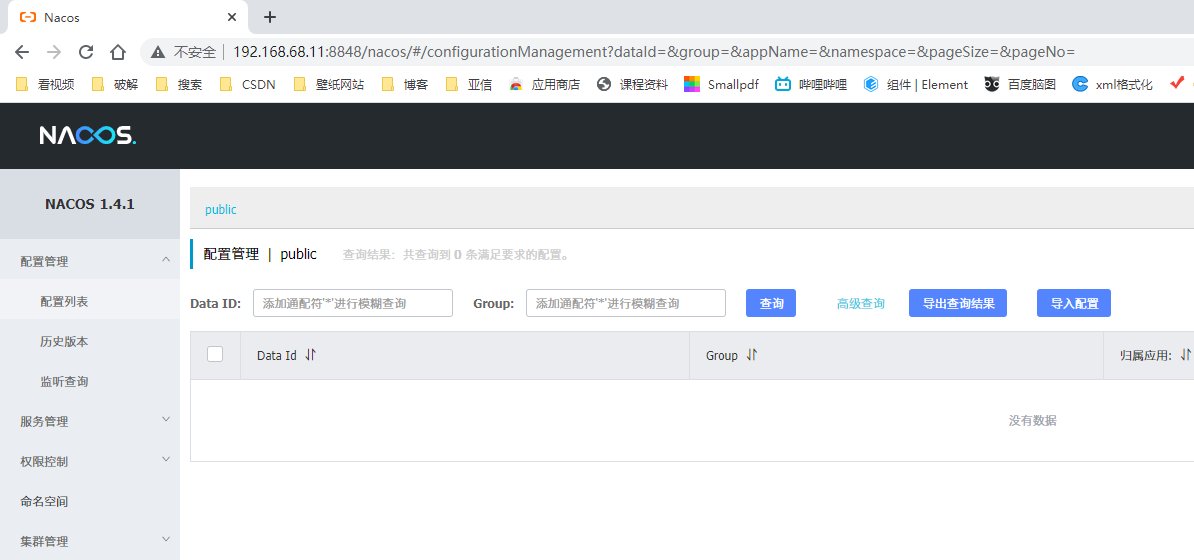 Nacos
不安全 192.168.68.11:8848/nacos/#/configurationManagement?dataId=&group=&appName=&namespace=&pageSize=&pageNo=
看视频 破解 搜索 CSDN 壁纸网站 博客 亚信 应用商店 课程资料 Smallpdf 哔哩哔哩 组件 | Element 百度脑图 xml格式化
NACOS.
NACOS 1.4.1
public
配置管理
配置管理 | public 查询结果：共查询到 0 条满足要求的配置。
配置列表
Data ID: 添加通配符'*'进行模糊查询 Group: 添加通配符'*'进行模糊查询 查询 高级查询 导出查询结果 导入配置
历史版本
Data Id Group 归属应用:
监听查询
服务管理
没有数据
权限控制
命名空间
集群管理